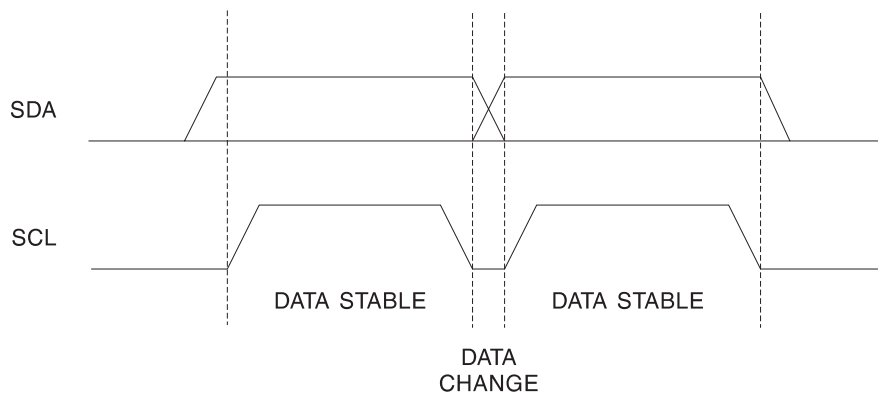 SDA
SCL
DATA STABLE
DATA STABLE
DATA
CHANGE